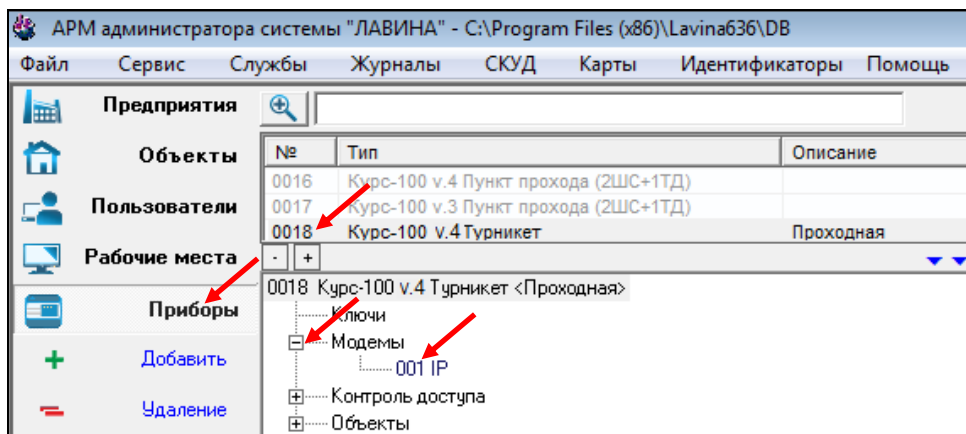 АРМ администратора системы "ЛАВИНА" - C:\Program Files (x86)\Lavina636\DB
Файл Сервис Службы Журналы СКУД Карты Идентификаторы Помощь
Предприятия
Объекты
Пользователи
Рабочие места
Приборы
Добавить
Удаление
№ Тип Описание
0016 Курс-100 v.4 Пункт прохода (2ШС+1ТД)
0017 Курс-100 v.3 Пункт прохода (2ШС+1ТД)
0018 Курс-100 v.4 Турникет Проходная
- +
0018 Курс-100 v.4 Турникет <Проходная>
Ключи
Модемы
001 IP
Контроль доступа
Объекты